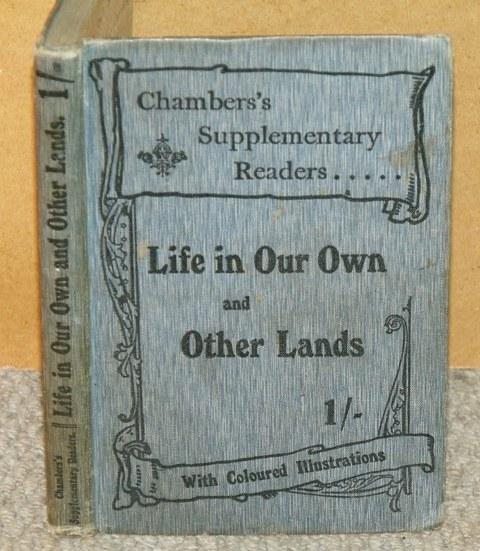 Chambers's
Supplementary
Readers.....
Life in Our Own
and
Other Lands
1/-
With Coloured Illustrations
Chambers's
Supplementary Readers.
Life in Our Own and Other Lands. 1/-